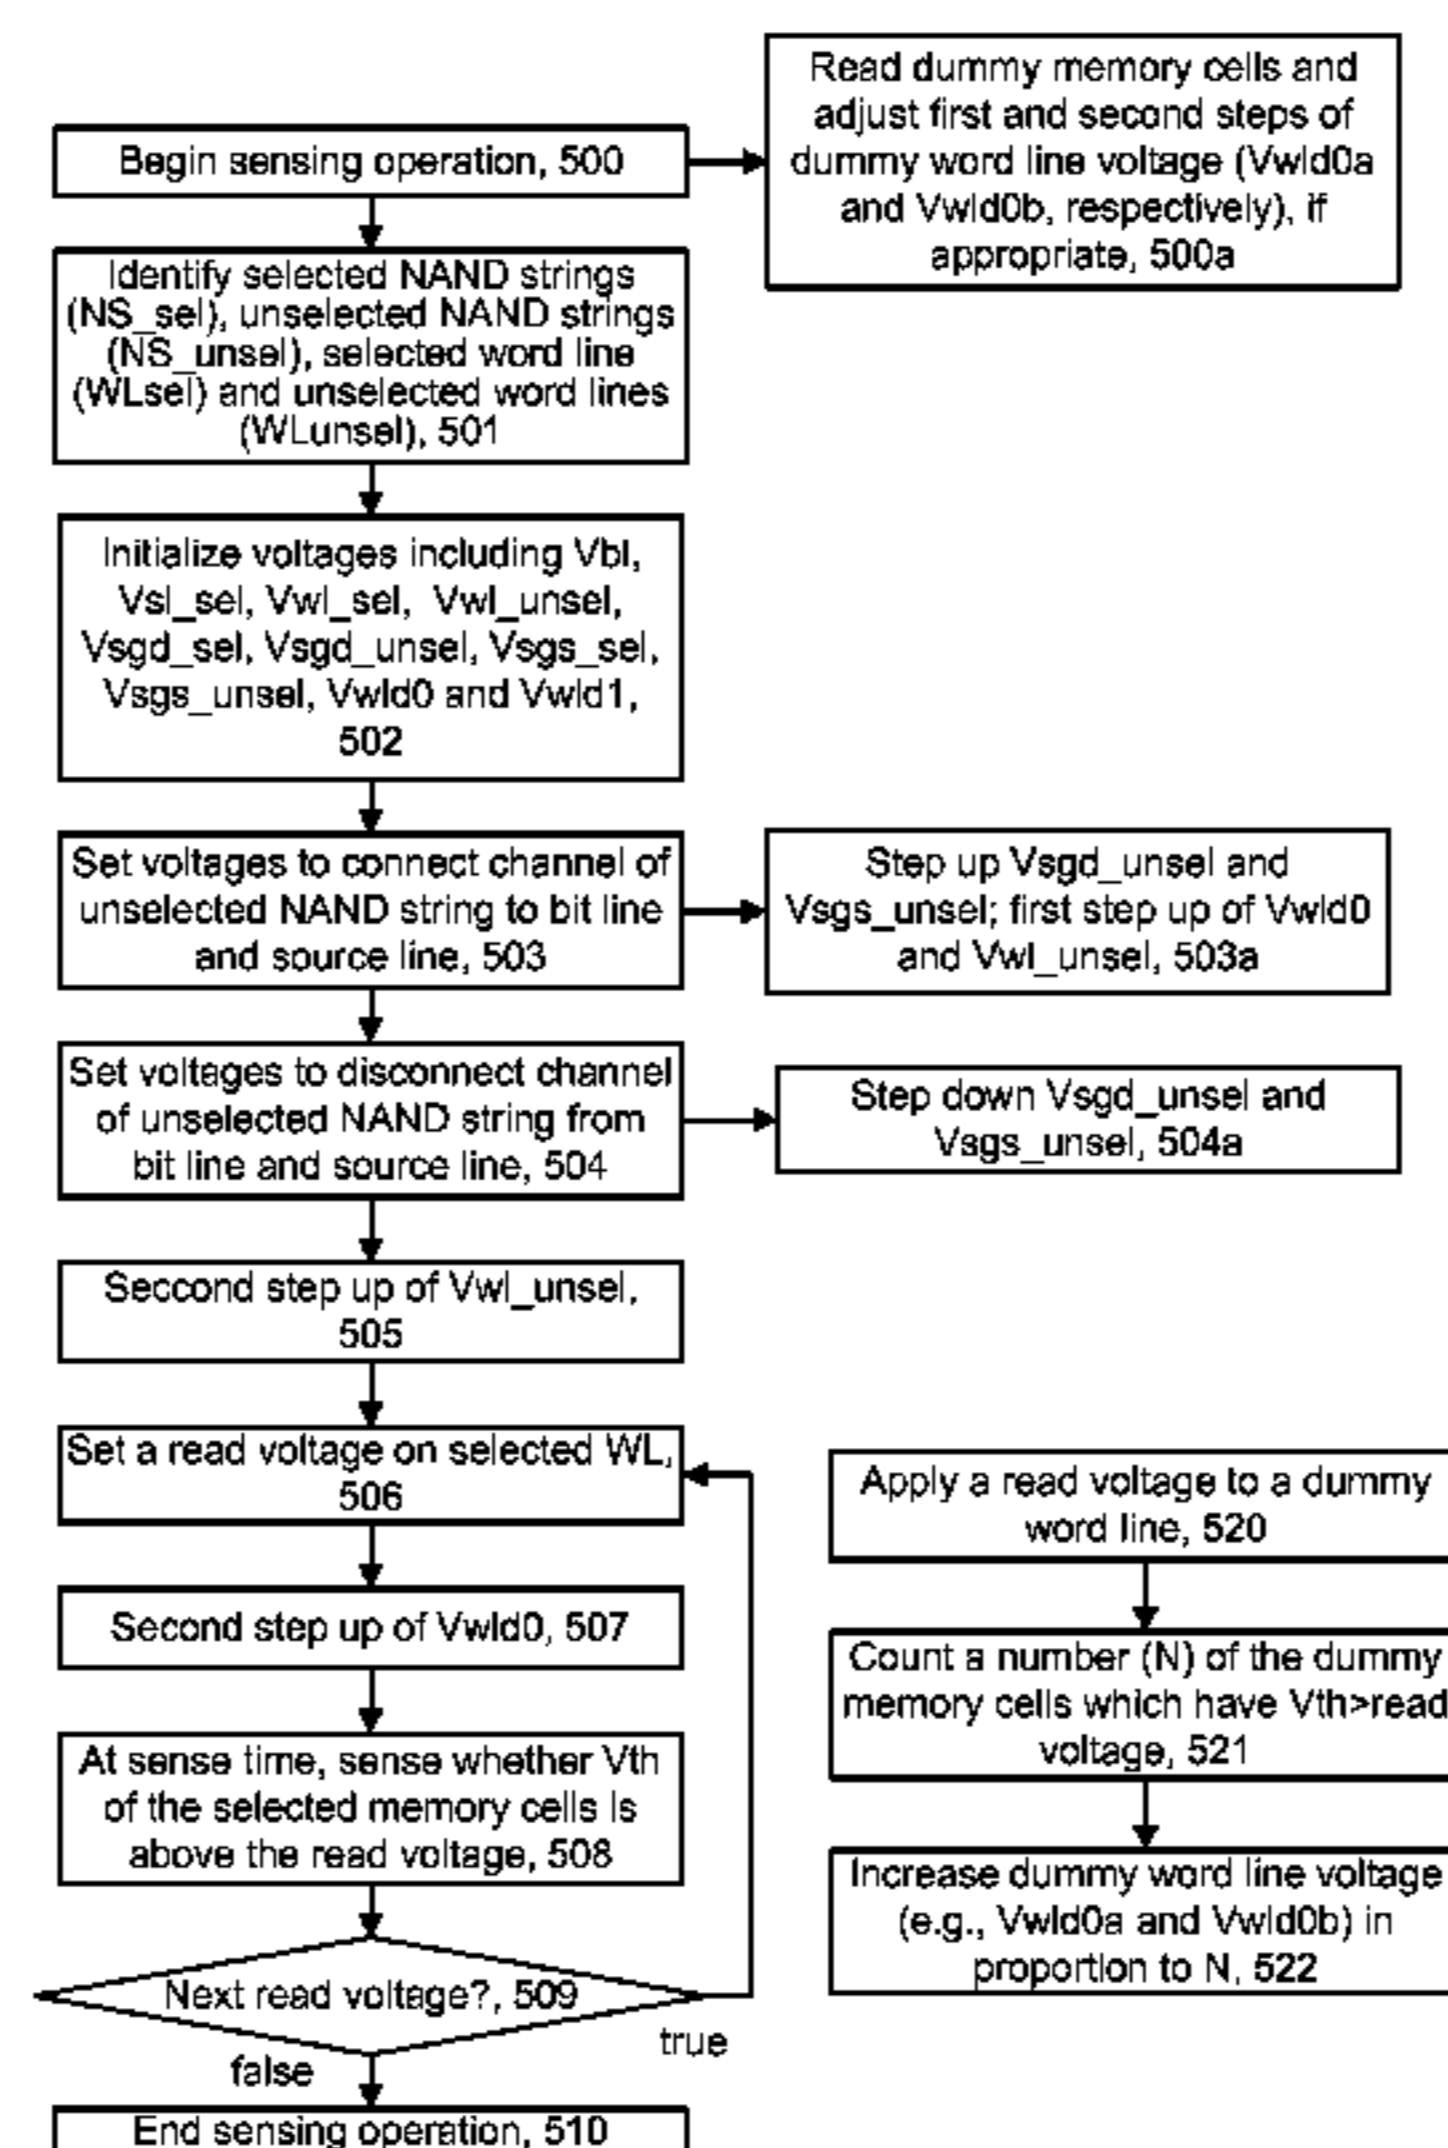 Begin sensing operation, 500
Read dummy memory cells and
adjust first and second steps of
dummy word line voltage (Vwld0a
and Vwld0b, respectively), if
appropriate, 500a
Identify selected NAND strings
(NS_sel), unselected NAND strings
(NS_unsel), selected word line
(WLsel) and unselected word lines
(WLunsel), 501
Initialize voltages including Vbl,
Vsl_sel, Vwl_sel, Vwl_unsel,
Vsgd_sel, Vsgd_unsel, Vsgs_sel,
Vsgs_unsel, Vwld0 and Vwld1,
502
Set voltages to connect channel of
unselected NAND string to bit line
and source line, 503
Step up Vsgd_unsel and
Vsgs_unsel; first step up of Vwld0
and Vwl_unsel, 503a
Set voltages to disconnect channel
of unselected NAND string from
bit line and source line, 504
Step down Vsgd_unsel and
Vsgs_unsel, 504a
Seccond step up of Vwl_unsel,
505
Set a read voltage on selected WL,
506
Second step up of Vwld0, 507
At sense time, sense whether Vth
of the selected memory cells is
above the read voltage, 508
Next read voltage?, 509
true
false
End sensing operation, 510
Apply a read voltage to a dummy
word line, 520
Count a number (N) of the dummy
memory cells which have Vth>read
voltage, 521
Increase dummy word line voltage
(e.g., Vwld0a and Vwld0b) in
proportion to N, 522